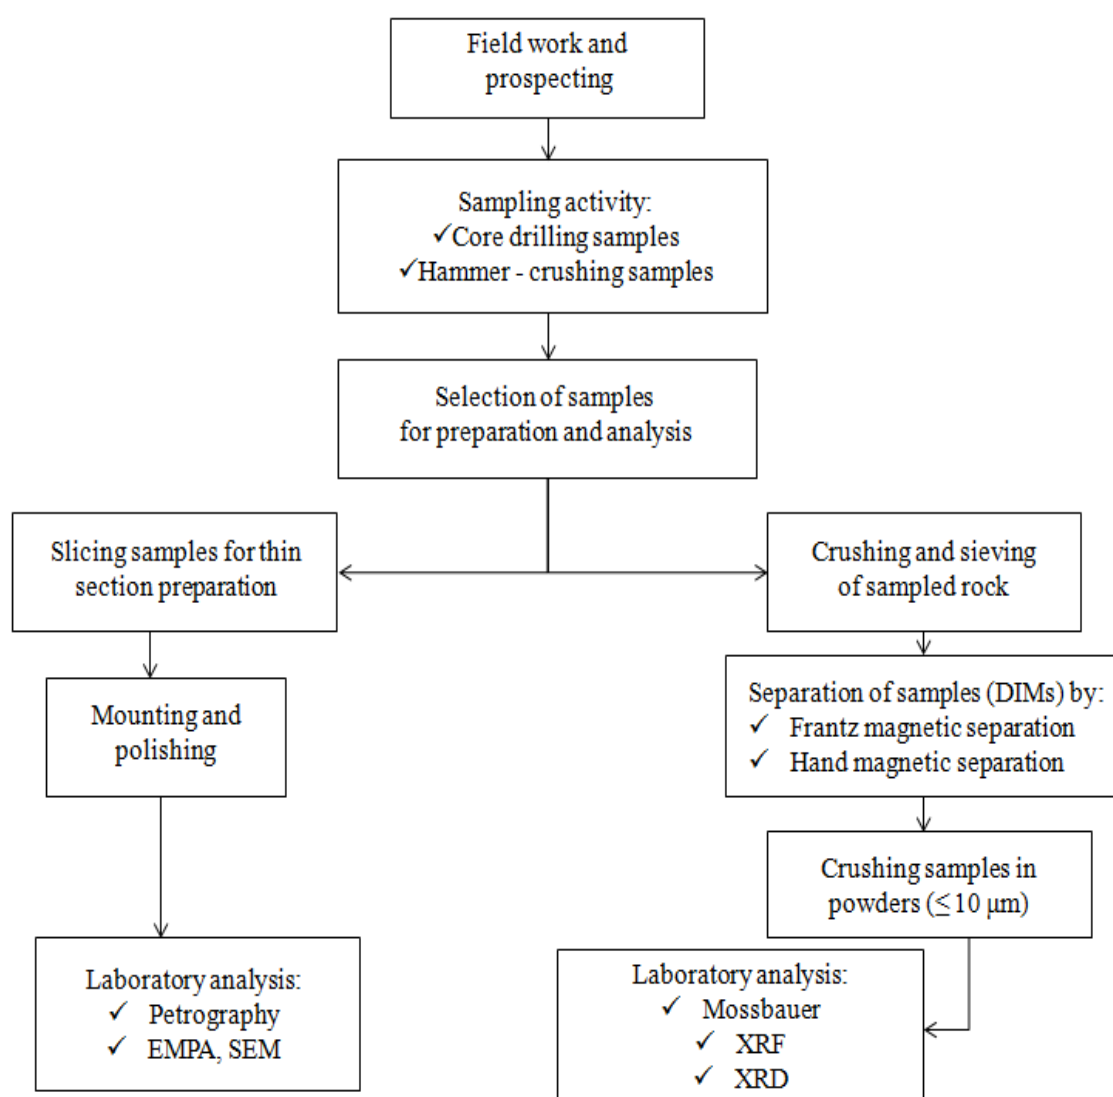 Field work and
prospecting
Sampling activity:
✓Core drilling samples
✓Hammer - crushing samples
Selection of samples
for preparation and analysis
Slicing samples for thin
section preparation
Crushing and sieving
of sampled rock
Mounting and
polishing
Separation of samples (DIMs) by:
✓ Frantz magnetic separation
✓ Hand magnetic separation
Crushing samples in
powders (≤ 10 μm)
Laboratory analysis:
✓ Petrography
✓ EMPA, SEM
Laboratory analysis:
✓ Mossbauer
✓ XRF
✓ XRD